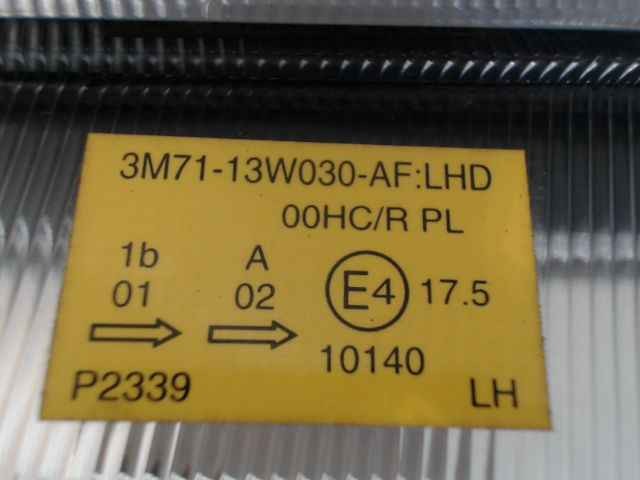 3M71-13W030-AF:LHD
00HC/R PL
1b A
01 02 E4 17.5
10140
P2339 LH